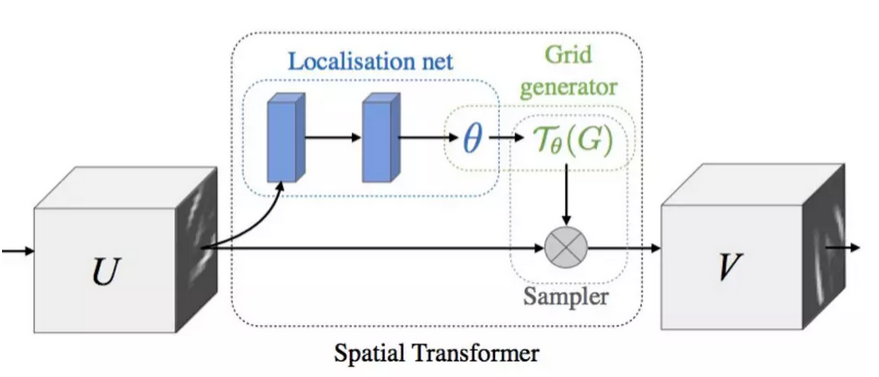 Localisation net
Grid
generator
θ
𝒯θ(G)
U
V
Sampler
Spatial Transformer